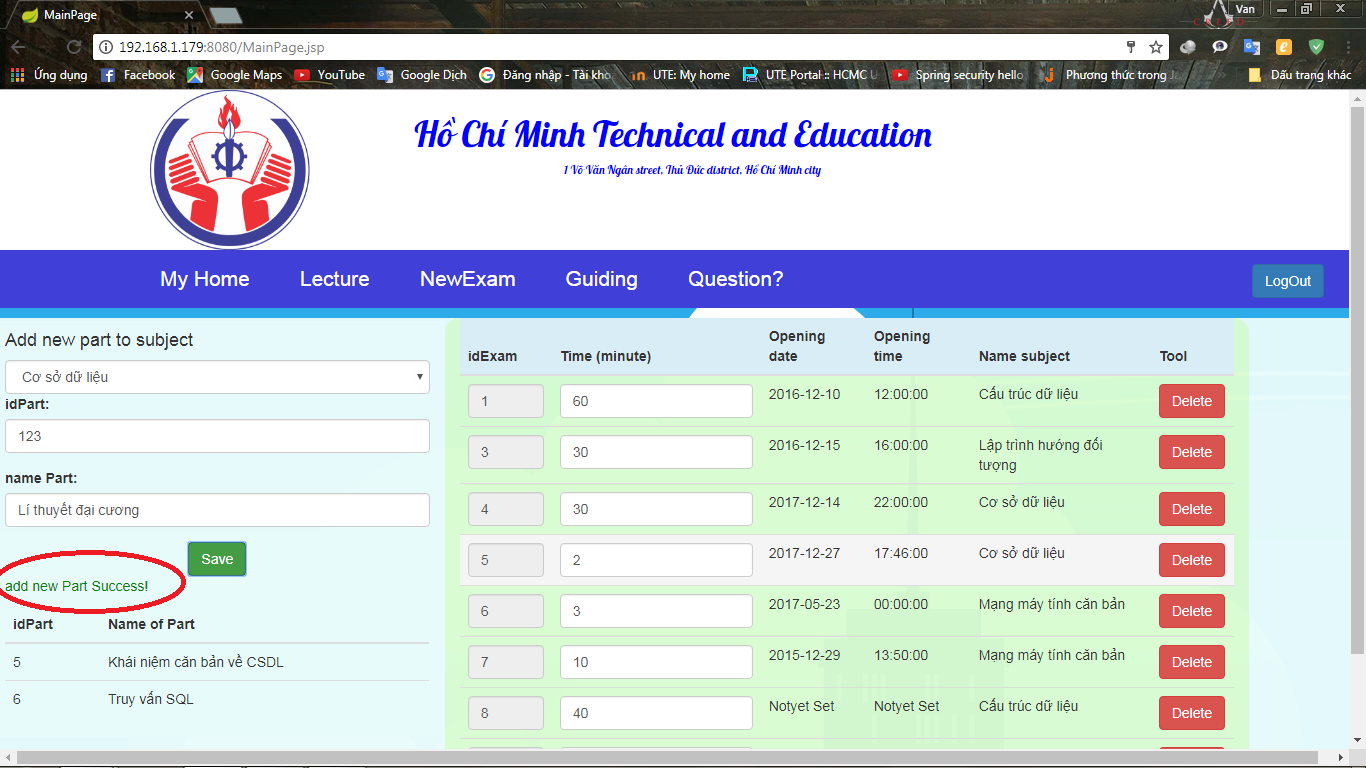 MainPage
Van
192.168.1.179:8080/MainPage.jsp
Ứng dụng Facebook Google Maps YouTube Google Dịch Đăng nhập - Tài kho UTE: My home UTE Portal :: HCMC U Spring security hello Phương thức trong Ja Dấu trang khác
Hồ Chí Minh Technical and Education
1 Võ Văn Ngân street, Thủ Đức district, Hồ Chí Minh city
My Home Lecture NewExam Guiding Question? LogOut
Add new part to subject
Cơ sở dữ liệu
idPart:
123
name Part:
Lí thuyết đại cương
Save
add new Part Success!
idPart Name of Part
5 Khái niệm căn bản về CSDL
6 Truy vấn SQL
idExam Time (minute) Opening date Opening time Name subject Tool
1 60 2016-12-10 12:00:00 Cấu trúc dữ liệu Delete
3 30 2016-12-15 16:00:00 Lập trình hướng đối tượng Delete
4 30 2017-12-14 22:00:00 Cơ sở dữ liệu Delete
5 2 2017-12-27 17:46:00 Cơ sở dữ liệu Delete
6 3 2017-05-23 00:00:00 Mạng máy tính căn bản Delete
7 10 2015-12-29 13:50:00 Mạng máy tính căn bản Delete
8 40 Notyet Set Notyet Set Cấu trúc dữ liệu Delete